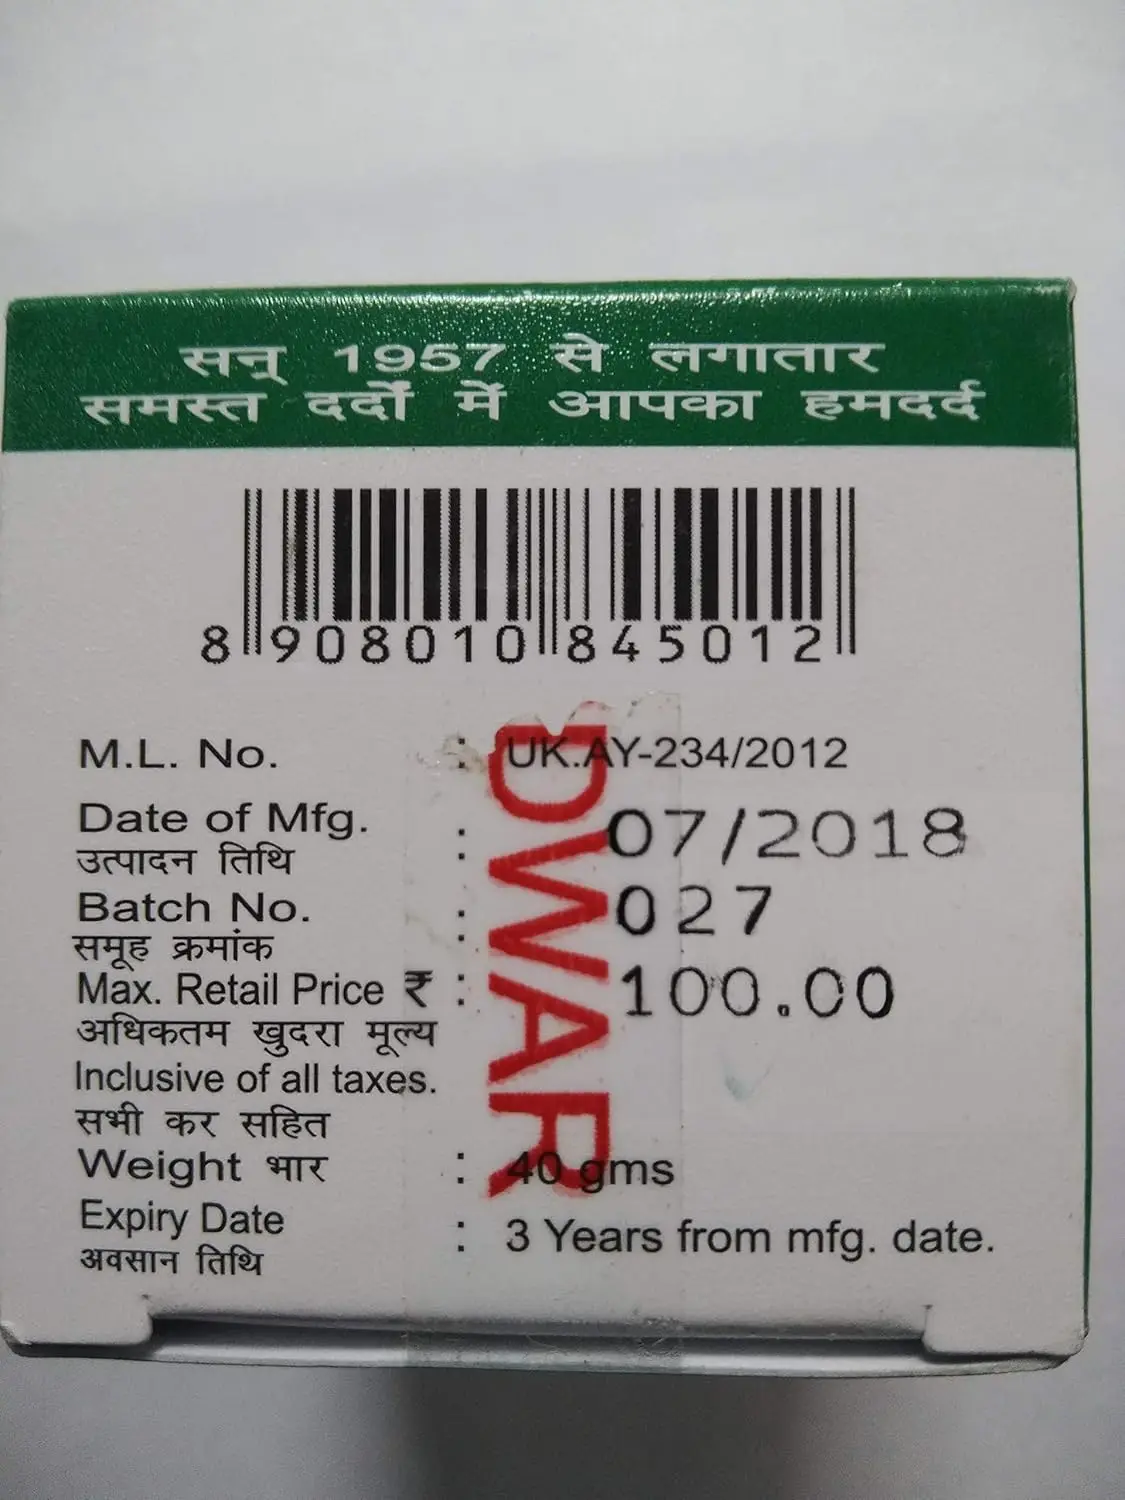 सन् 1957 से लगातार
समस्त दर्दों में आपका हमदर्द
8 908010 845012
M.L. No. : UK.AY-234/2012
Date of Mfg. : 07/2018
उत्पादन तिथि
Batch No. : 027
समूह क्रमांक
Max. Retail Price ₹ : 100.00
अधिकतम खुदरा मूल्य
Inclusive of all taxes.
सभी कर सहित
Weight भार : 40 gms
Expiry Date : 3 Years from mfg. date.
अवसान तिथि
DWAR